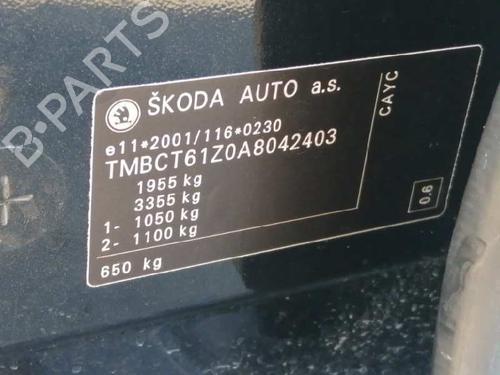 B-PARTS
ŠKODA AUTO a.s.
CAYC
e11*2001/116*0230
TMBCT61Z0A8042403
1955 kg
3355 kg
1- 1050 kg
2- 1100 kg
650 kg
0.6